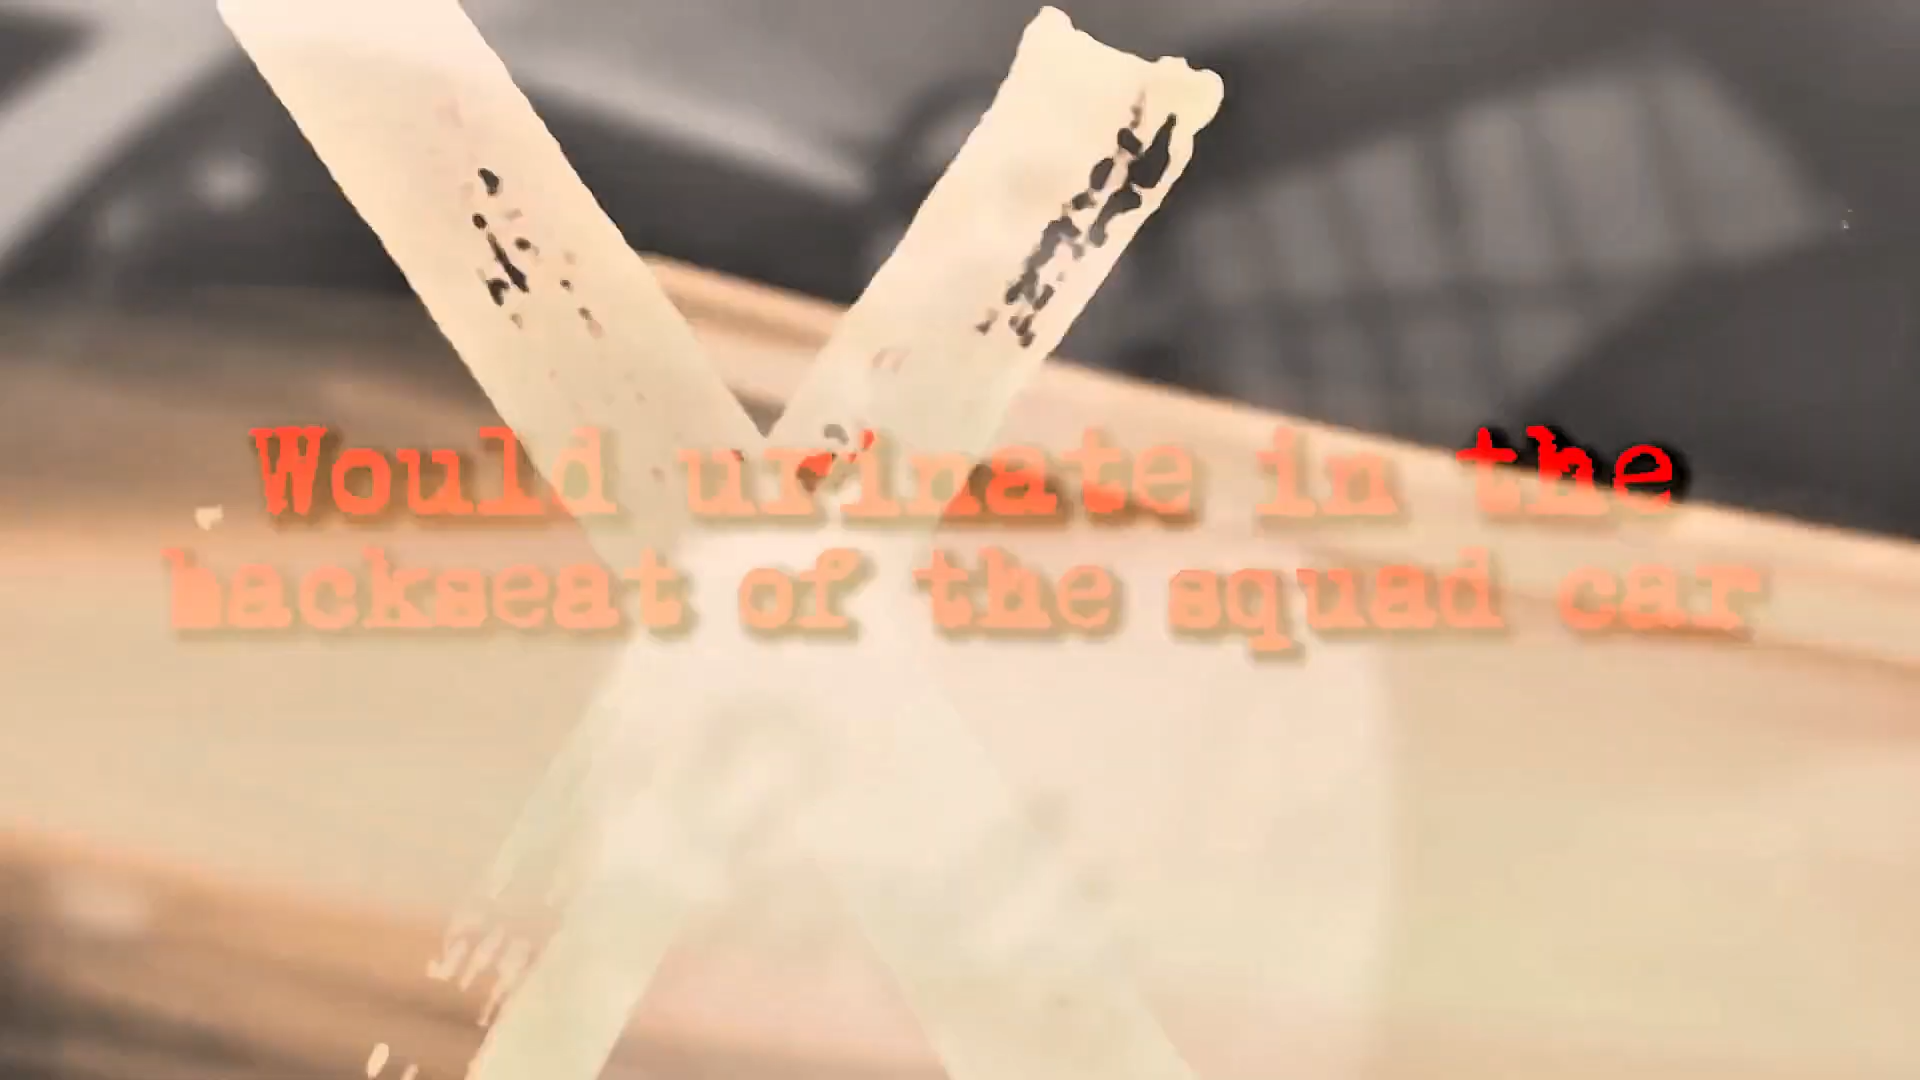 Would urinate in the
backseat of the squad car